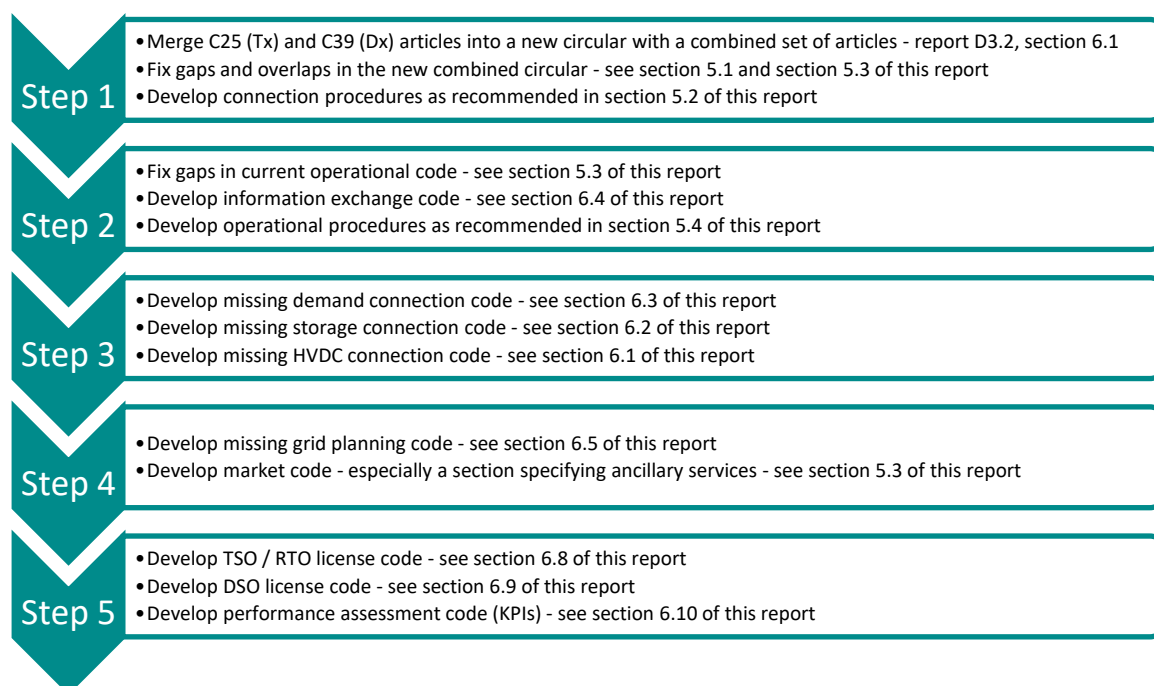 Step 1
•Merge C25 (Tx) and C39 (Dx) articles into a new circular with a combined set of articles - report D3.2, section 6.1
•Fix gaps and overlaps in the new combined circular - see section 5.1 and section 5.3 of this report
•Develop connection procedures as recommended in section 5.2 of this report
Step 2
•Fix gaps in current operational code - see section 5.3 of this report
•Develop information exchange code - see section 6.4 of this report
•Develop operational procedures as recommended in section 5.4 of this report
Step 3
•Develop missing demand connection code - see section 6.3 of this report
•Develop missing storage connection code - see section 6.2 of this report
•Develop missing HVDC connection code - see section 6.1 of this report
Step 4
•Develop missing grid planning code - see section 6.5 of this report
•Develop market code - especially a section specifying ancillary services - see section 5.3 of this report
Step 5
•Develop TSO / RTO license code - see section 6.8 of this report
•Develop DSO license code - see section 6.9 of this report
•Develop performance assessment code (KPIs) - see section 6.10 of this report